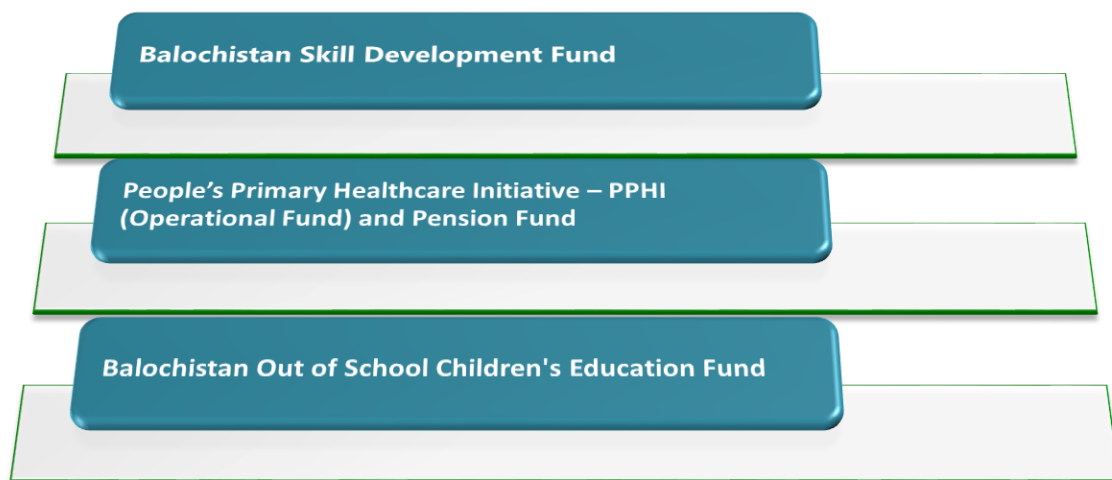 Balochistan Skill Development Fund
People’s Primary Healthcare Initiative – PPHI
(Operational Fund) and Pension Fund
Balochistan Out of School Children's Education Fund